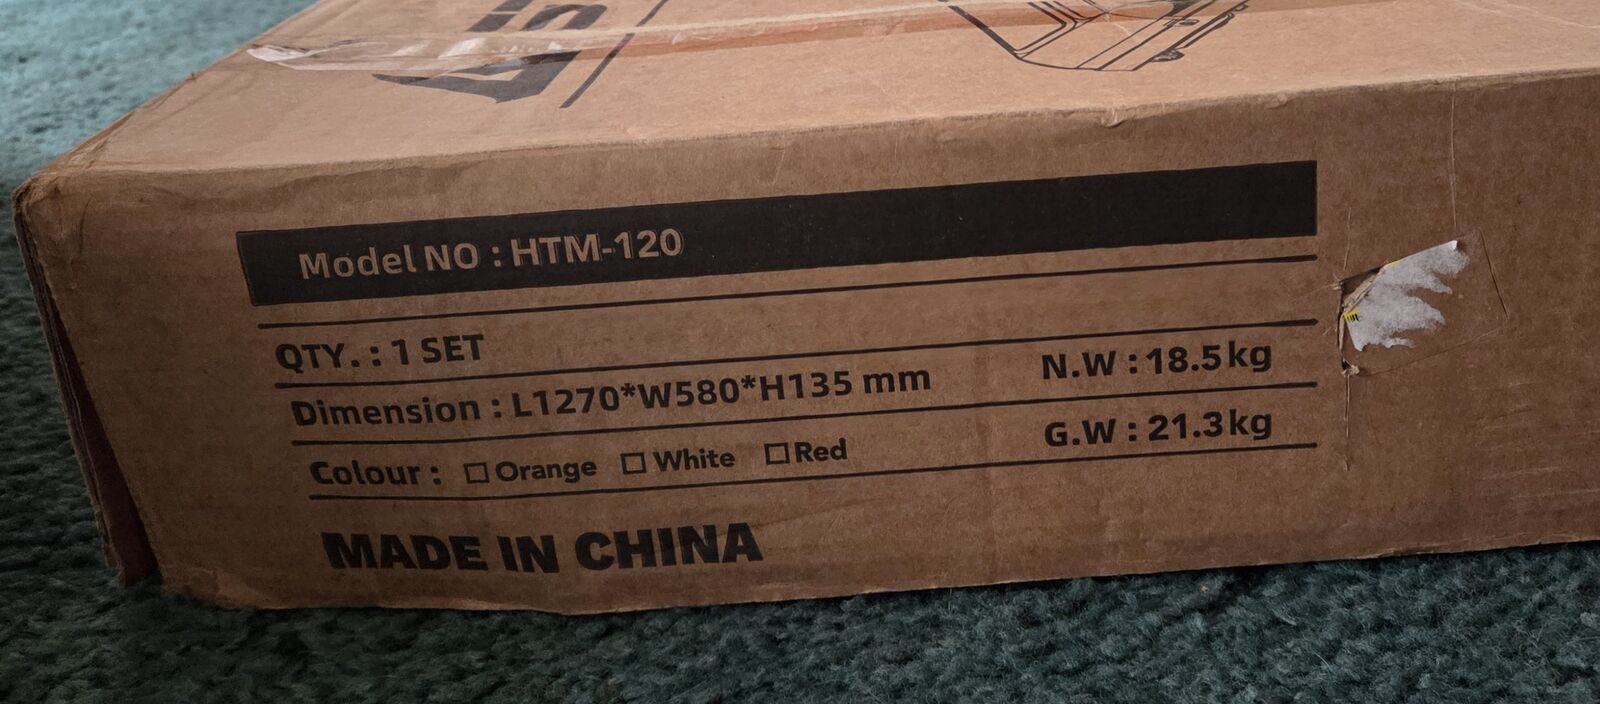 Model NO : HTM-120
QTY. : 1 SET
Dimension : L1270*W580*H135 mm N.W : 18.5kg
Colour : □ Orange □ White □ Red G.W : 21.3kg
MADE IN CHINA